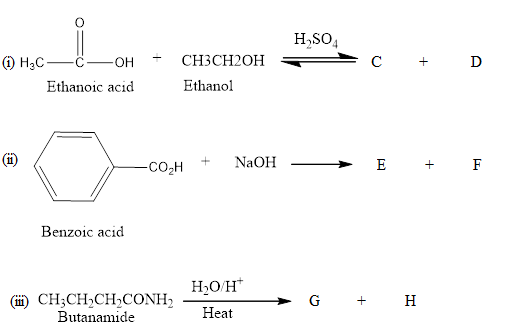 O
(i) H₃C C OH + CH3CH2OH H₂SO₄ C + D
Ethanoic acid Ethanol
(ii) CO₂H + NaOH E + F
Benzoic acid
(iii) CH₃CH₂CH₂CONH₂ H₂O/H⁺ G + H
Butanamide Heat